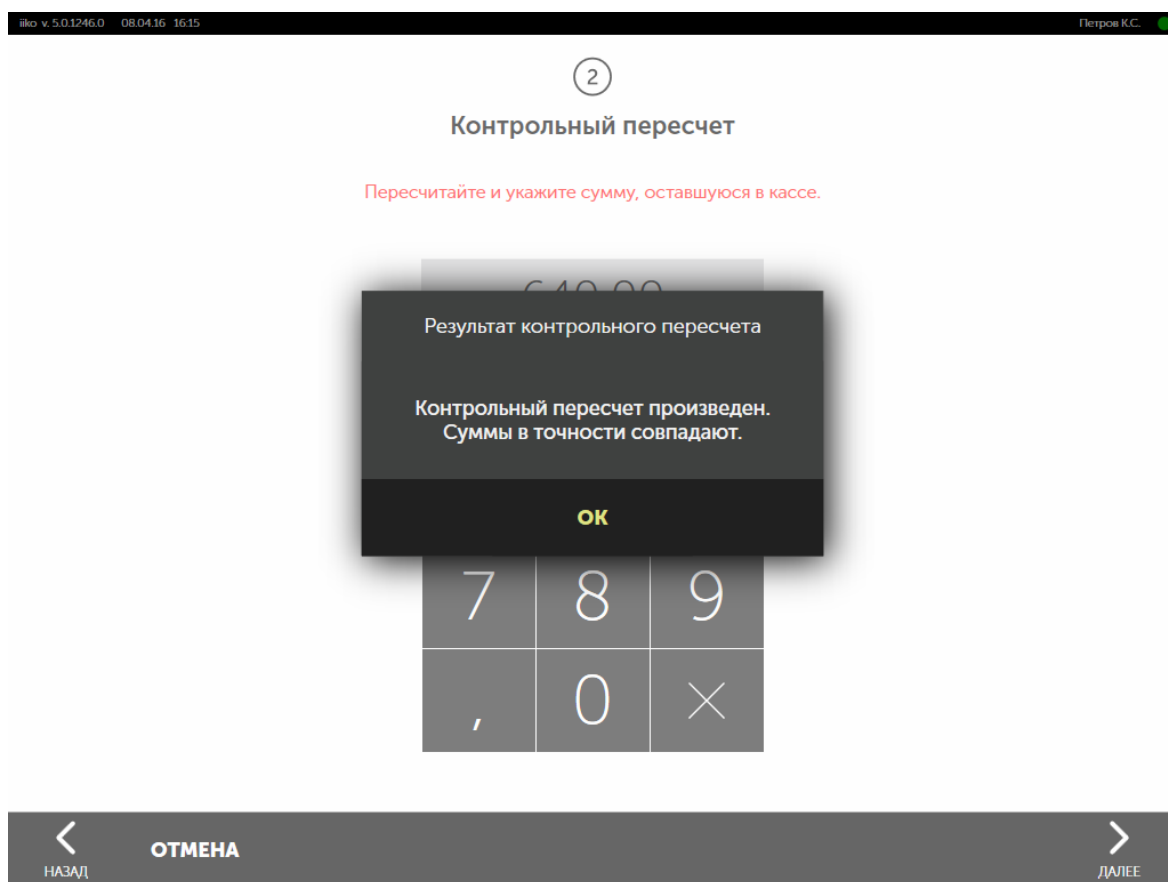 iiko v. 5.0.1246.0 08.04.16 16:15 Петров К.С.
2
Контрольный пересчет
Пересчитайте и укажите сумму, оставшуюся в кассе.
Результат контрольного пересчета
Контрольный пересчет произведен.
Суммы в точности совпадают.
ОК
7 8 9
, 0 ×
НАЗАД ОТМЕНА ДАЛЕЕ